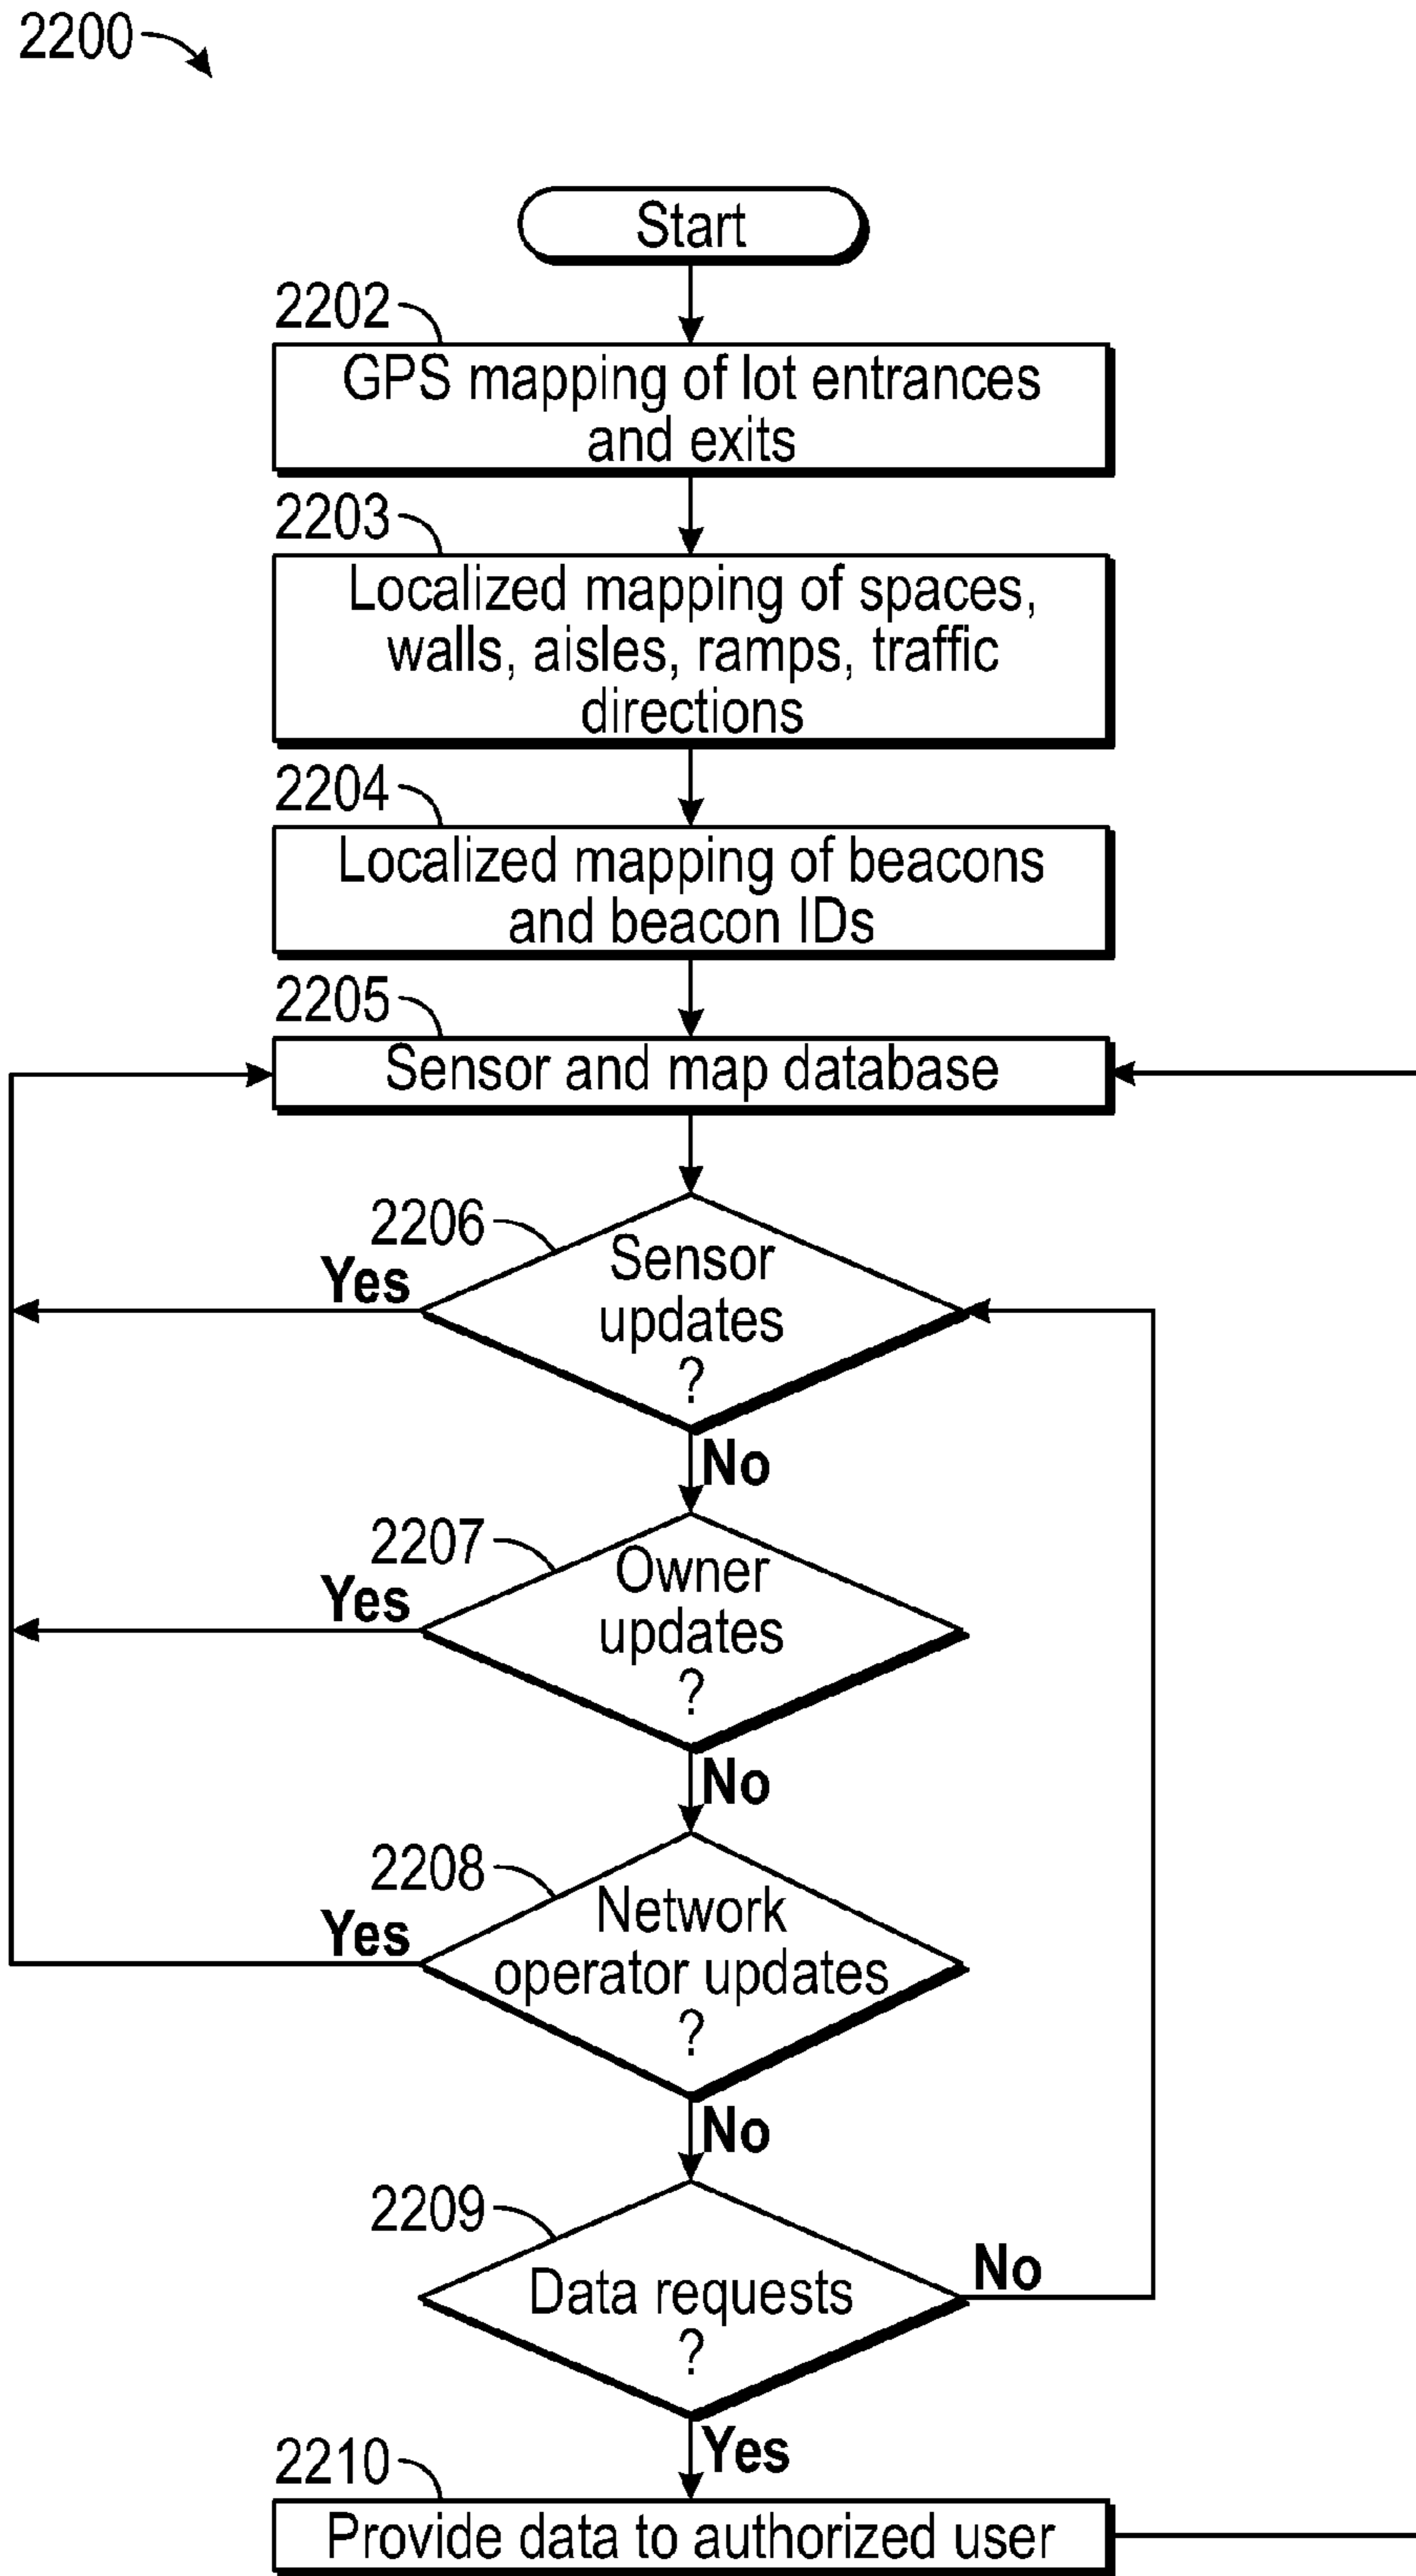 2200
Start
2202
GPS mapping of lot entrances
and exits
2203
Localized mapping of spaces,
walls, aisles, ramps, traffic
directions
2204
Localized mapping of beacons
and beacon IDs
2205
Sensor and map database
2206
Yes
Sensor
updates
?
No
2207
Yes
Owner
updates
?
No
2208
Yes
Network
operator updates
?
No
2209
Data requests
?
No
Yes
2210
Provide data to authorized user